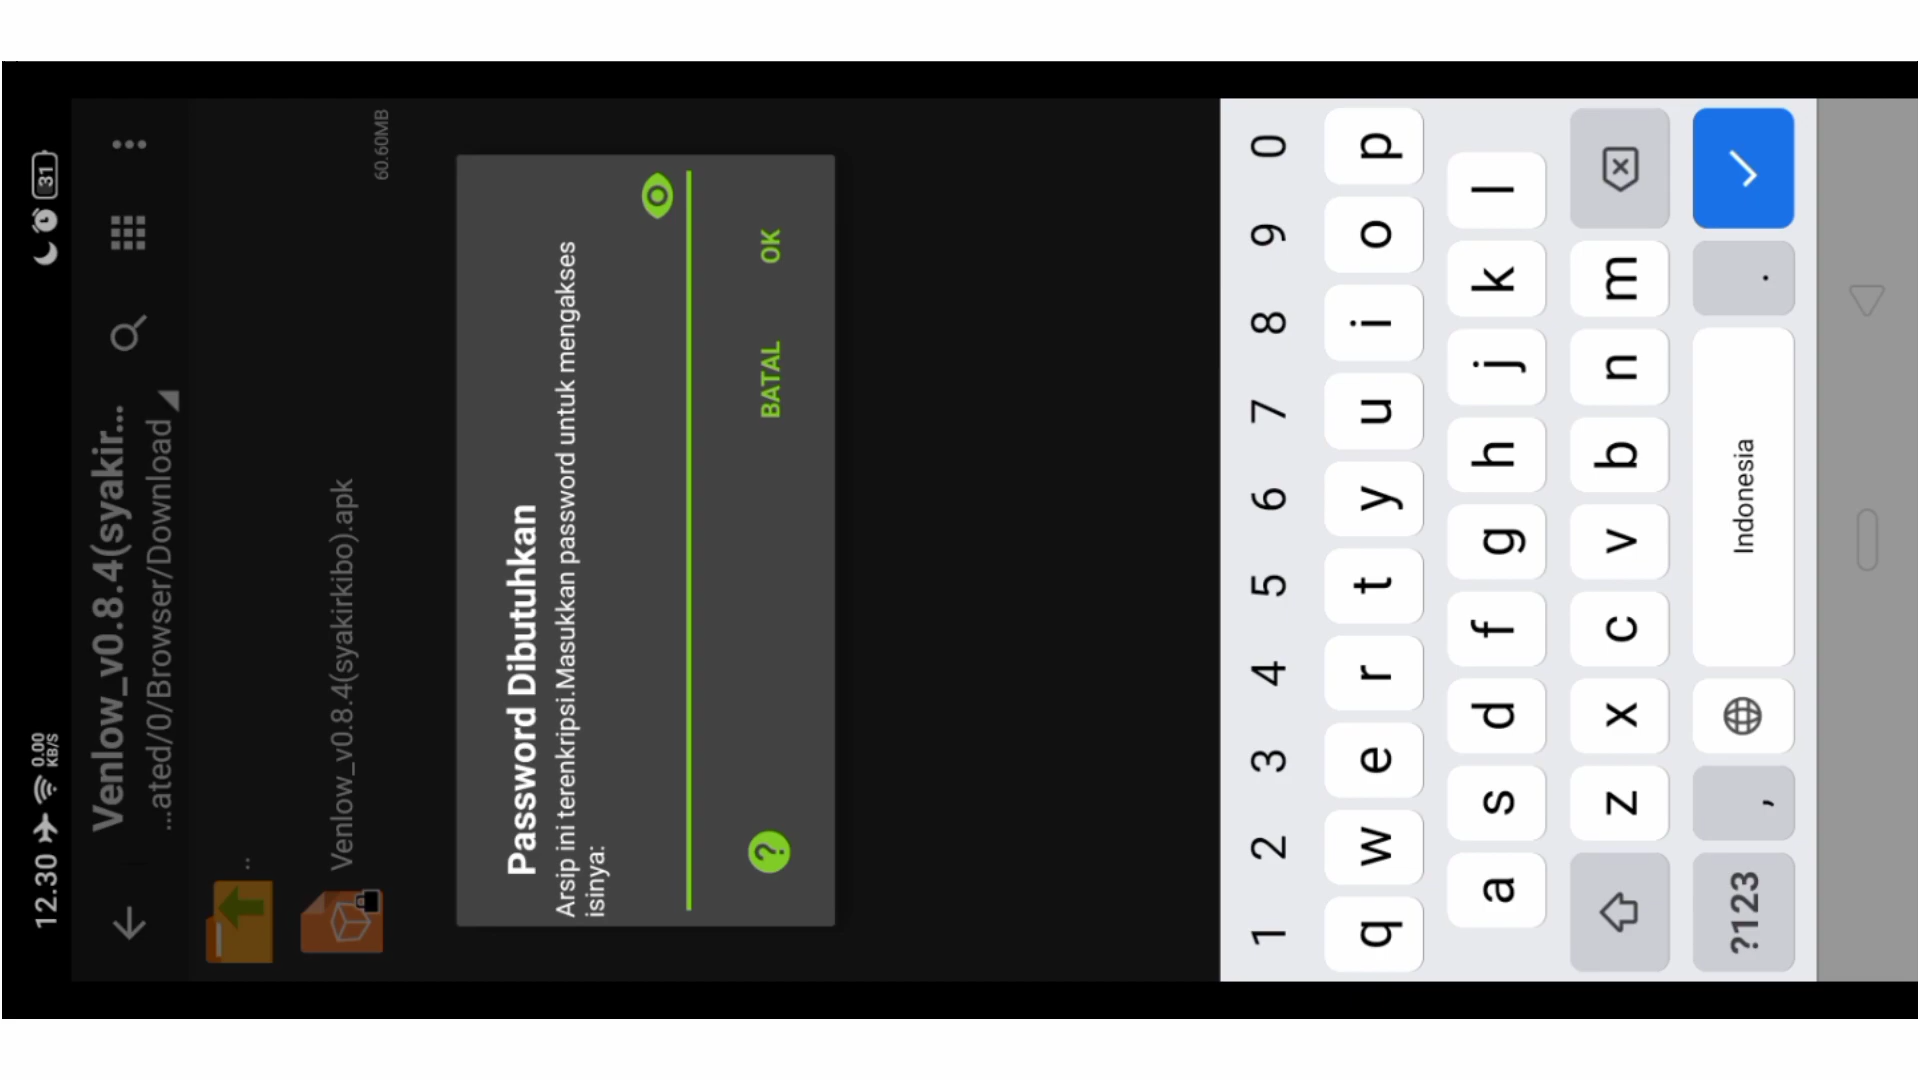 12.30
0.00
KB/S
31
Venlow_v0.8.4(syakir...
...ated/0/Browser/Download
..
Venlow_v0.8.4(syakirkibo).apk
60.60MB
Password Dibutuhkan
Arsip ini terenkripsi.Masukkan password untuk mengakses
isinya:
?
BATAL
OK
1 2 3 4 5 6 7 8 9 0
q w e r t y u i o p
a s d f g h j k l
z x c v b n m
?123 , Indonesia .